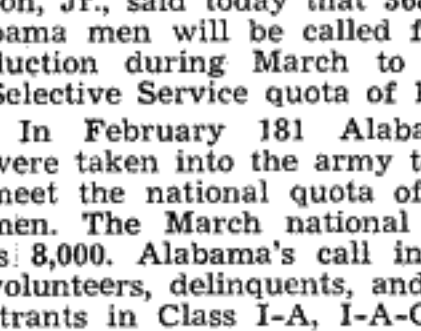 on, Jr., said today that 36
bama men will be called f
duction during March to
Selective Service quota of 1
In February 181 Alaba
were taken into the army t
meet the national quota of
men. The March national
s 8,000. Alabama's call in
volunteers, delinquents, and
trants in Class I-A, I-A-O